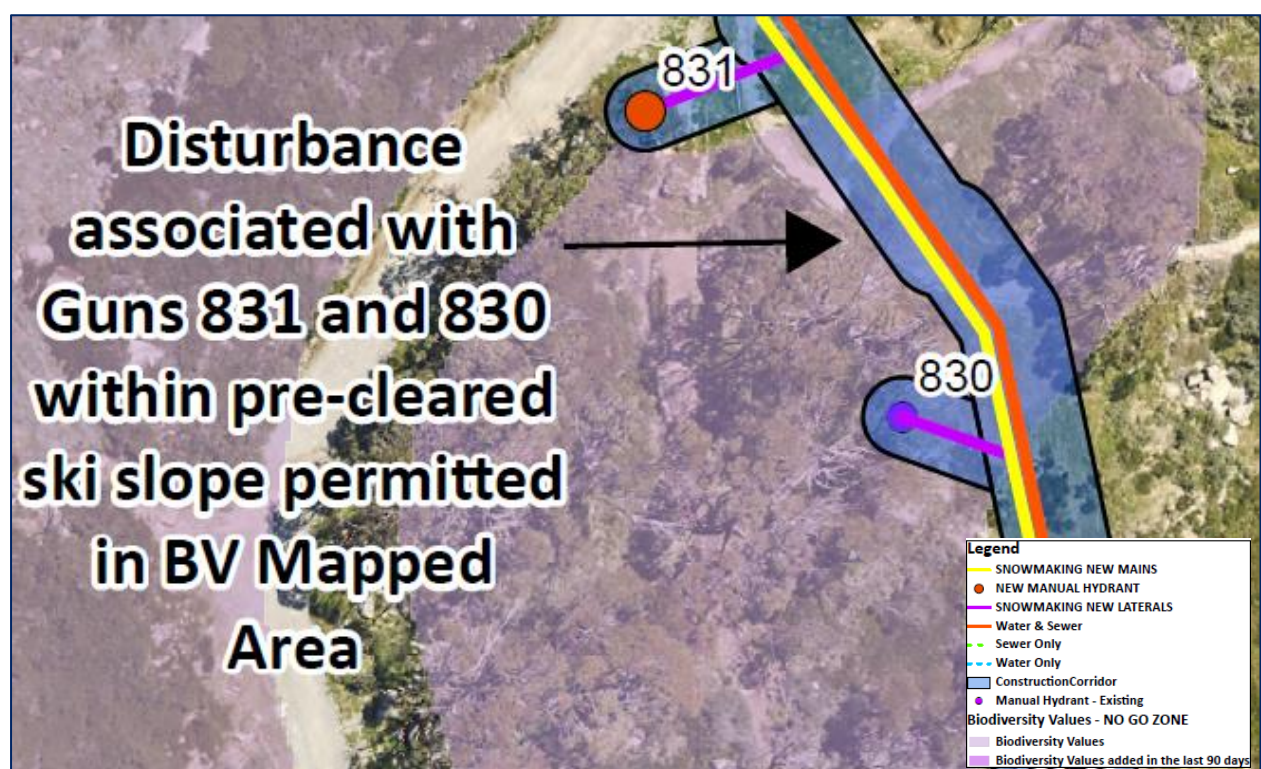 831
Disturbance
associated with
Guns 831 and 830
within pre-cleared
ski slope permitted
in BV Mapped
Area
830
Legend
SNOWMAKING NEW MAINS
NEW MANUAL HYDRANT
SNOWMAKING NEW LATERALS
Water & Sewer
Sewer Only
Water Only
ConstructionCorridor
Manual Hydrant - Existing
Biodiversity Values - NO GO ZONE
Biodiversity Values
Biodiversity Values added in the last 90 days